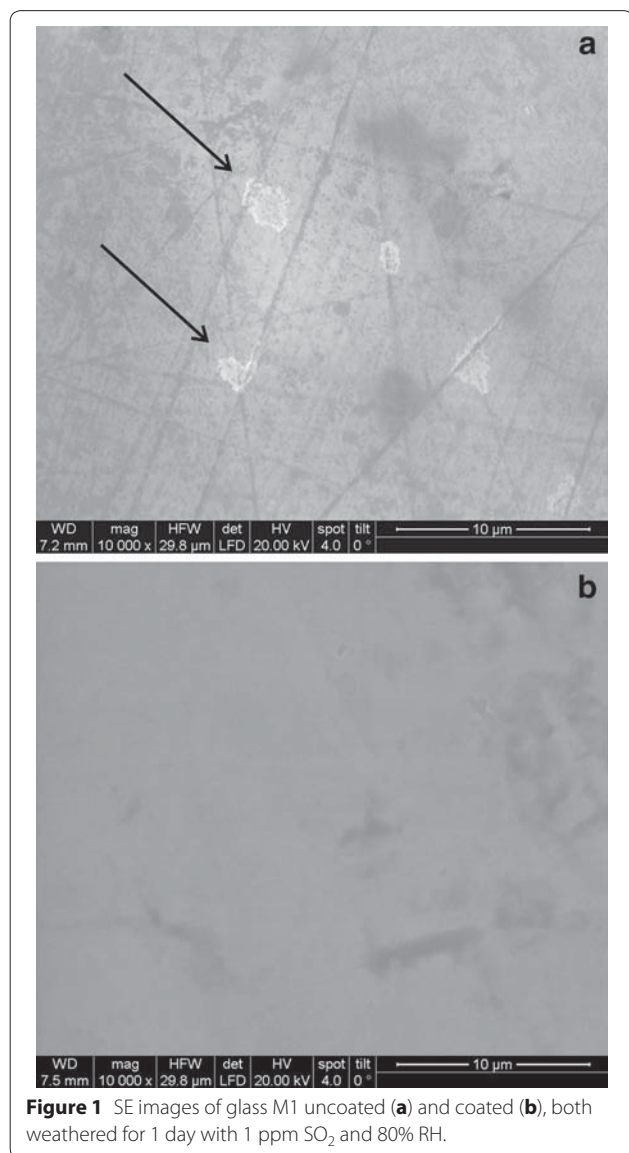 a
WD mag HFW det HV spot tilt
7.2 mm 10 000 x 29.8 µm LFD 20.00 kV 4.0 0 ° 10 µm
b
WD mag HFW det HV spot tilt
7.5 mm 10 000 x 29.8 µm LFD 20.00 kV 4.0 0 ° 10 µm
Figure 1 SE images of glass M1 uncoated (a) and coated (b), both
weathered for 1 day with 1 ppm SO₂ and 80% RH.